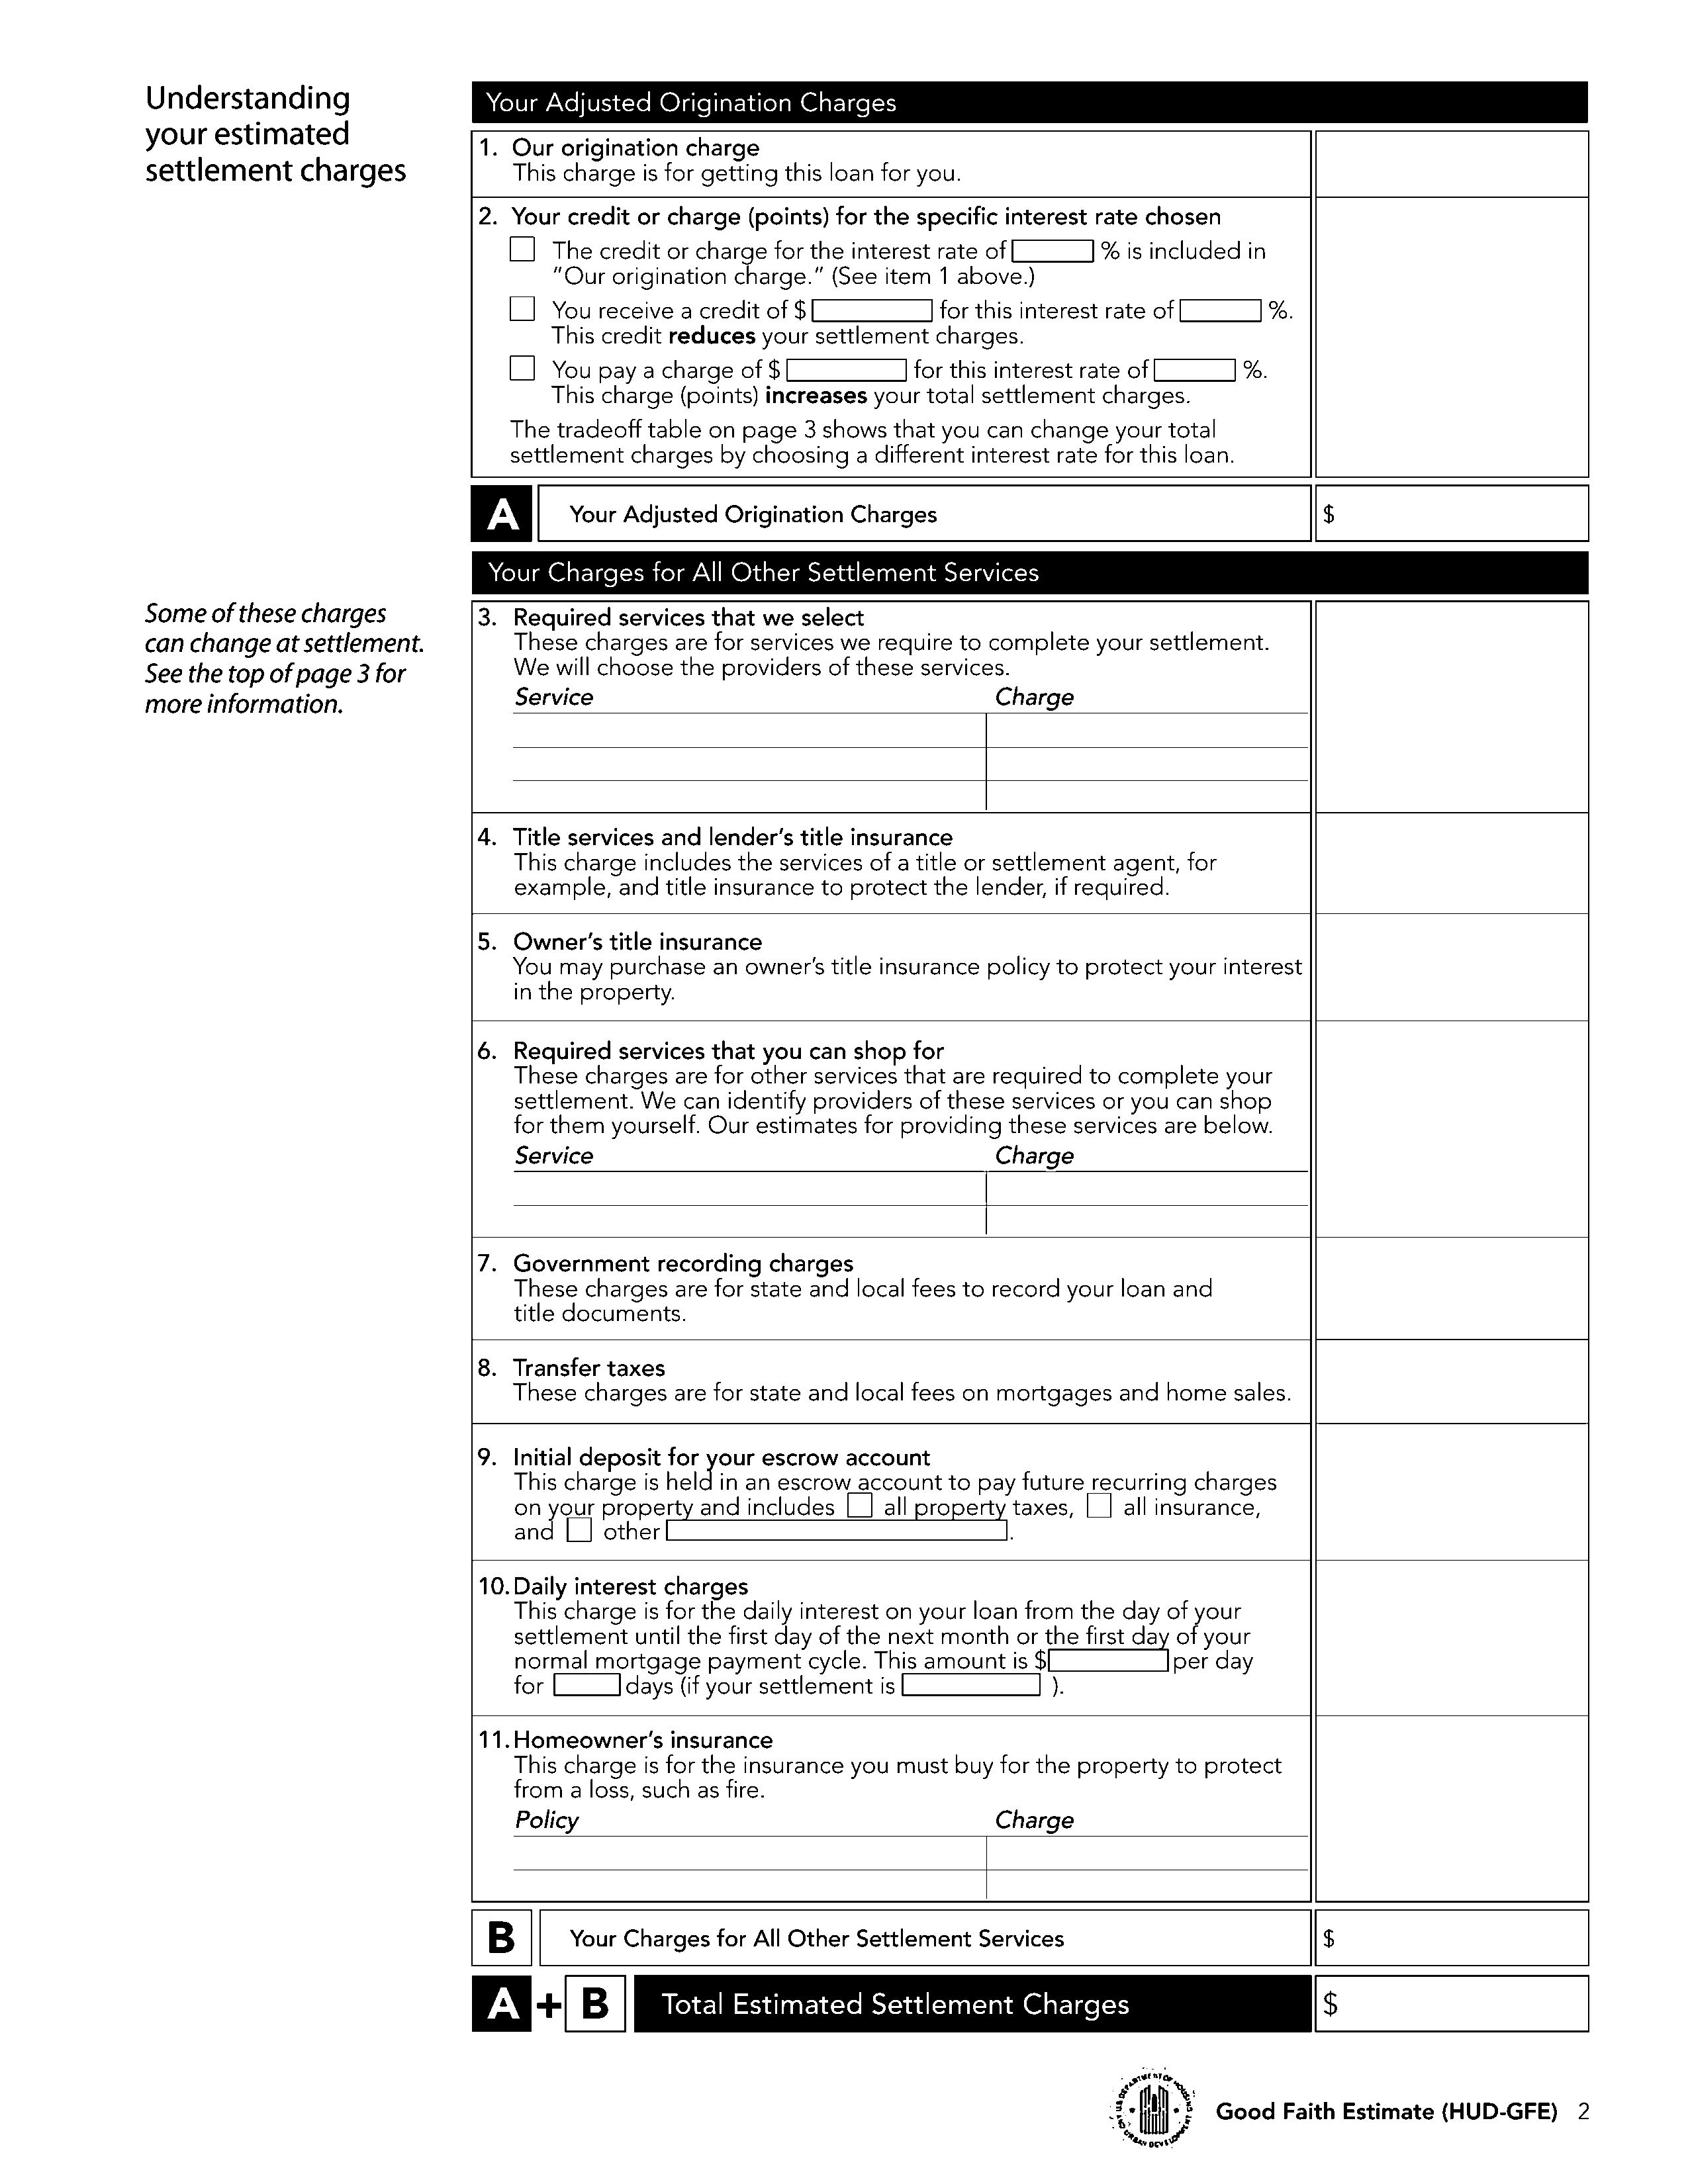 Understanding
your estimated
settlement charges
Your Adjusted Origination Charges
1. Our origination charge
This charge is for getting this loan for you.
2. Your credit or charge (points) for the specific interest rate chosen
The credit or charge for the interest rate of % is included in
"Our origination charge." (See item 1 above.)
You receive a credit of $ for this interest rate of %.
This credit reduces your settlement charges.
You pay a charge of $ for this interest rate of %.
This charge (points) increases your total settlement charges.
The tradeoff table on page 3 shows that you can change your total
settlement charges by choosing a different interest rate for this loan.
A Your Adjusted Origination Charges $
Your Charges for All Other Settlement Services
Some of these charges
can change at settlement.
See the top of page 3 for
more information.
3. Required services that we select
These charges are for services we require to complete your settlement.
We will choose the providers of these services.
Service Charge
4. Title services and lender's title insurance
This charge includes the services of a title or settlement agent, for
example, and title insurance to protect the lender, if required.
5. Owner's title insurance
You may purchase an owner's title insurance policy to protect your interest
in the property.
6. Required services that you can shop for
These charges are for other services that are required to complete your
settlement. We can identify providers of these services or you can shop
for them yourself. Our estimates for providing these services are below.
Service Charge
7. Government recording charges
These charges are for state and local fees to record your loan and
title documents.
8. Transfer taxes
These charges are for state and local fees on mortgages and home sales.
9. Initial deposit for your escrow account
This charge is held in an escrow account to pay future recurring charges
on your property and includes all property taxes, all insurance,
and other .
10. Daily interest charges
This charge is for the daily interest on your loan from the day of your
settlement until the first day of the next month or the first day of your
normal mortgage payment cycle. This amount is $ per day
for days (if your settlement is ).
11. Homeowner's insurance
This charge is for the insurance you must buy for the property to protect
from a loss, such as fire.
Policy Charge
B Your Charges for All Other Settlement Services $
A + B Total Estimated Settlement Charges $
Good Faith Estimate (HUD-GFE) 2